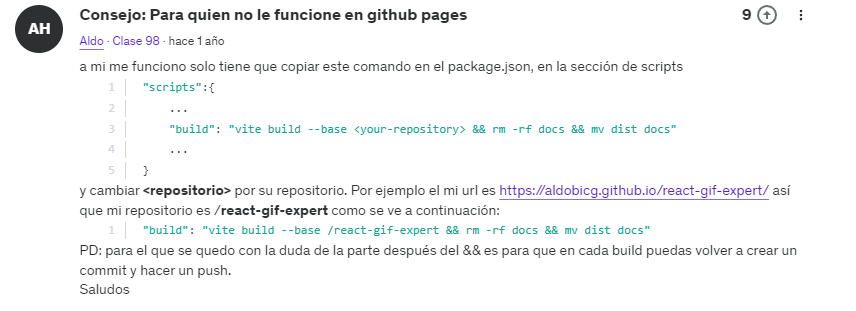 AH
Consejo: Para quien no le funcione en github pages
9
Aldo · Clase 98 · hace 1 año
a mi me funciono solo tiene que copiar este comando en el package.json, en la sección de scripts
1 "scripts":{
2 ...
3 "build": "vite build --base <your-repository> && rm -rf docs && mv dist docs"
4 ...
5 }
y cambiar <repositorio> por su repositorio. Por ejemplo el mi url es https://aldobicg.github.io/react-gif-expert/ así
que mi repositorio es /react-gif-expert como se ve a continuación:
1 "build": "vite build --base /react-gif-expert && rm -rf docs && mv dist docs"
PD: para el que se quedo con la duda de la parte después del && es para que en cada build puedas volver a crear un
commit y hacer un push.
Saludos